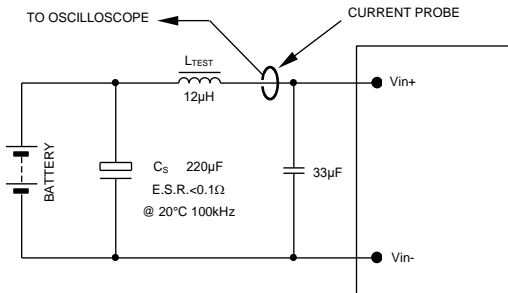 TO OSCILLOSCOPE
CURRENT PROBE
LTEST
12μH
Vin+
BATTERY
Cs 220μF
E.S.R.<0.1Ω
@ 20°C 100kHz
33μF
Vin-